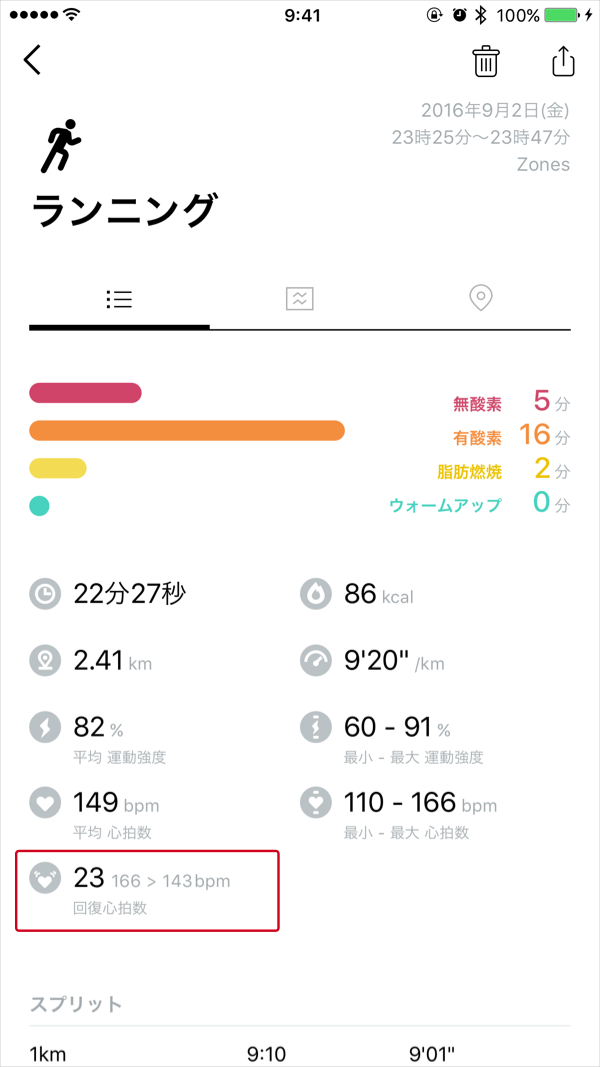 9:41
100%
2016年9月2日(金)
23時25分〜23時47分
Zones
ランニング
無酸素 5 分
有酸素 16 分
脂肪燃焼 2 分
ウォームアップ 0 分
22分27秒
86 kcal
2.41 km
9'20" /km
82 %
平均 運動強度
60 - 91 %
最小 - 最大 運動強度
149 bpm
平均 心拍数
110 - 166 bpm
最小 - 最大 心拍数
23 166 > 143bpm
回復心拍数
スプリット
1km 9:10 9'01"